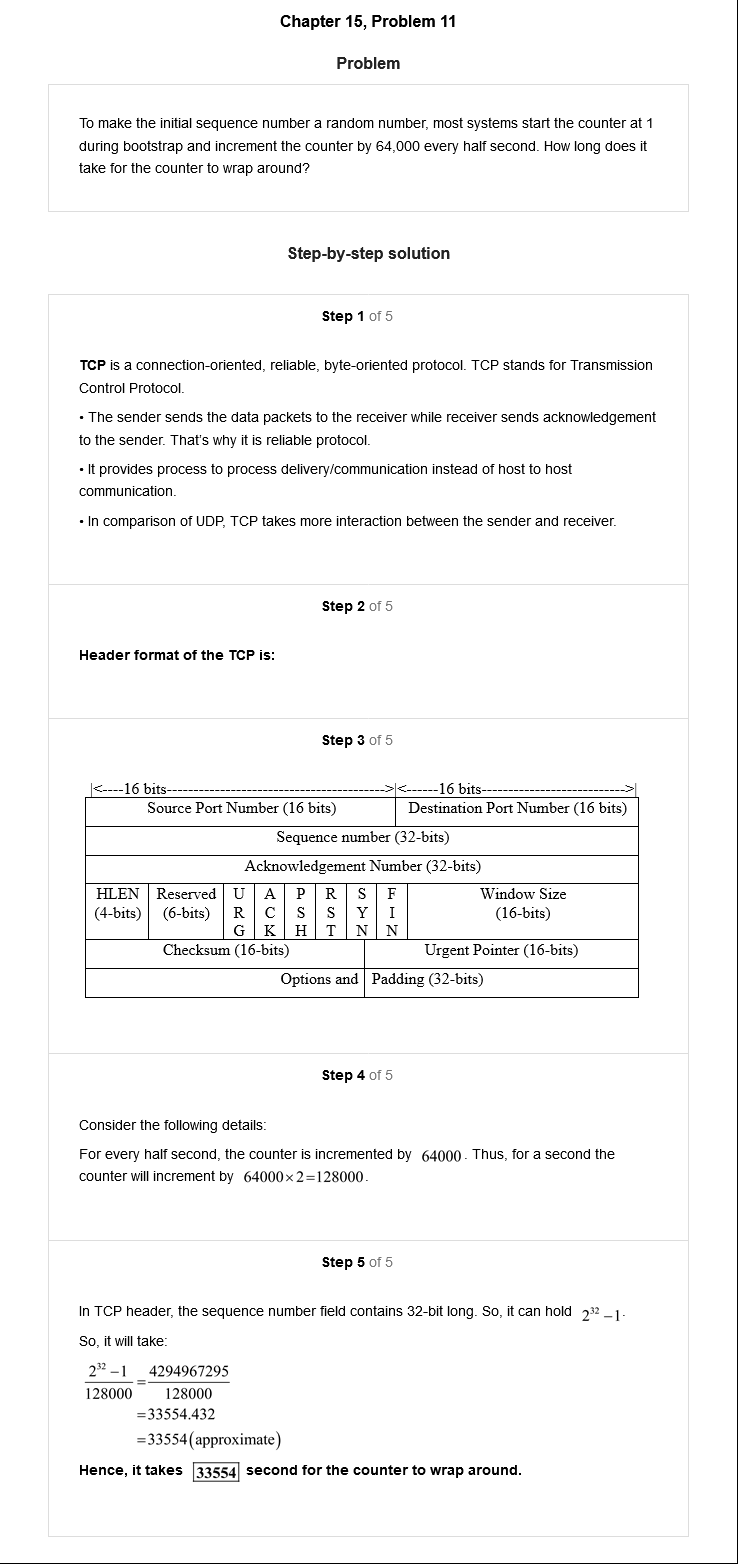 Chapter 15, Problem 11
Problem
To make the initial sequence number a random number, most systems start the counter at 1
during bootstrap and increment the counter by 64,000 every half second. How long does it
take for the counter to wrap around?
Step-by-step solution
Step 1 of 5
TCP is a connection-oriented, reliable, byte-oriented protocol. TCP stands for Transmission
Control Protocol.
• The sender sends the data packets to the receiver while receiver sends acknowledgement
to the sender. That's why it is reliable protocol.
• It provides process to process delivery/communication instead of host to host
communication.
• In comparison of UDP, TCP takes more interaction between the sender and receiver.
Step 2 of 5
Header format of the TCP is:
Step 3 of 5
|<----16 bits----------------------------------------->|<------16 bits--------------------------->|
Source Port Number (16 bits) Destination Port Number (16 bits)
Sequence number (32-bits)
Acknowledgement Number (32-bits)
HLEN Reserved U A P R S F Window Size
(4-bits) (6-bits) R C S S Y I (16-bits)
G K H T N N
Checksum (16-bits) Urgent Pointer (16-bits)
Options and Padding (32-bits)
Step 4 of 5
Consider the following details:
For every half second, the counter is incremented by 64000. Thus, for a second the
counter will increment by 64000×2=128000.
Step 5 of 5
In TCP header, the sequence number field contains 32-bit long. So, it can hold 2³² −1.
So, it will take:
2³² −1 4294967295
=
128000 128000
=33554.432
=33554(approximate)
Hence, it takes 33554 second for the counter to wrap around.